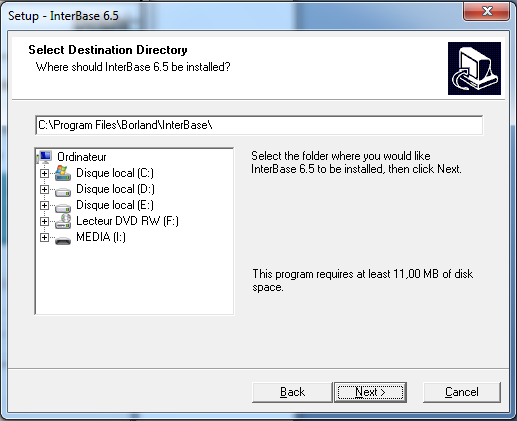 Setup - InterBase 6.5
Select Destination Directory
Where should InterBase 6.5 be installed?
C:\Program Files\Borland\InterBase\
Ordinateur
Disque local (C:)
Disque local (D:)
Disque local (E:)
Lecteur DVD RW (F:)
MEDIA (I:)
Select the folder where you would like
InterBase 6.5 to be installed, then click Next.
This program requires at least 11,00 MB of disk
space.
Back
Next >
Cancel